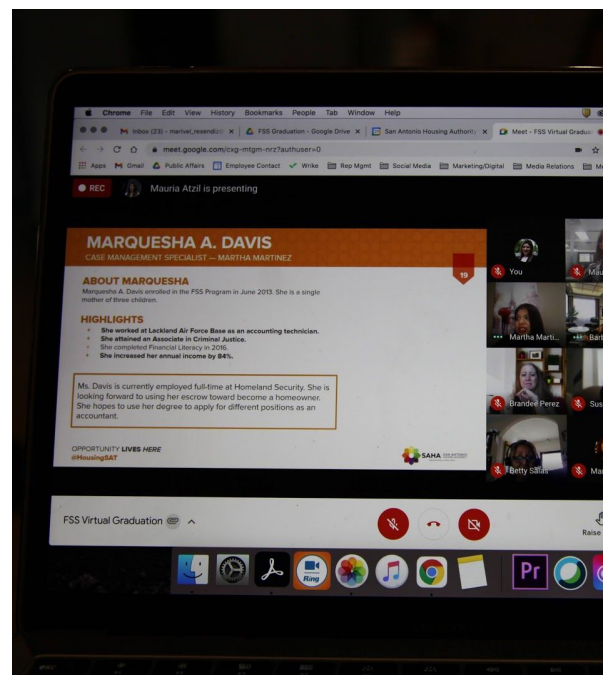 Chrome File Edit View History Bookmarks People Tab Window Help
Inbox (23) - marivel_resendiz@ FSS Graduation - Google Drive San Antonio Housing Authority Meet - FSS Virtual Gradua
meet.google.com/cxg-mtgm-nrz?authuser=0
Apps Gmail Public Affairs Employee Contact Wrike Rep Mgmt Social Media Marketing/Digital Media Relations
REC Mauria Atzil is presenting
MARQUESHA A. DAVIS
CASE MANAGEMENT SPECIALIST — MARTHA MARTINEZ
19
ABOUT MARQUESHA
Marquesha A. Davis enrolled in the FSS Program in June 2013. She is a single
mother of three children.
HIGHLIGHTS
She worked at Lackland Air Force Base as an accounting technician.
She attained an Associate in Criminal Justice.
She completed Financial Literacy in 2016.
She increased her annual income by 84%.
Ms. Davis is currently employed full-time at Homeland Security. She is
looking forward to using her escrow toward become a homeowner.
She hopes to use her degree to apply for different positions as an
accountant.
OPPORTUNITY LIVES HERE
@HousingSAT
SAHA
You
Mau
Martha Marti...
Barb
Brandee Perez
Sus
Betty Salas
Mar
FSS Virtual Graduation
Raise
Ring
Pr